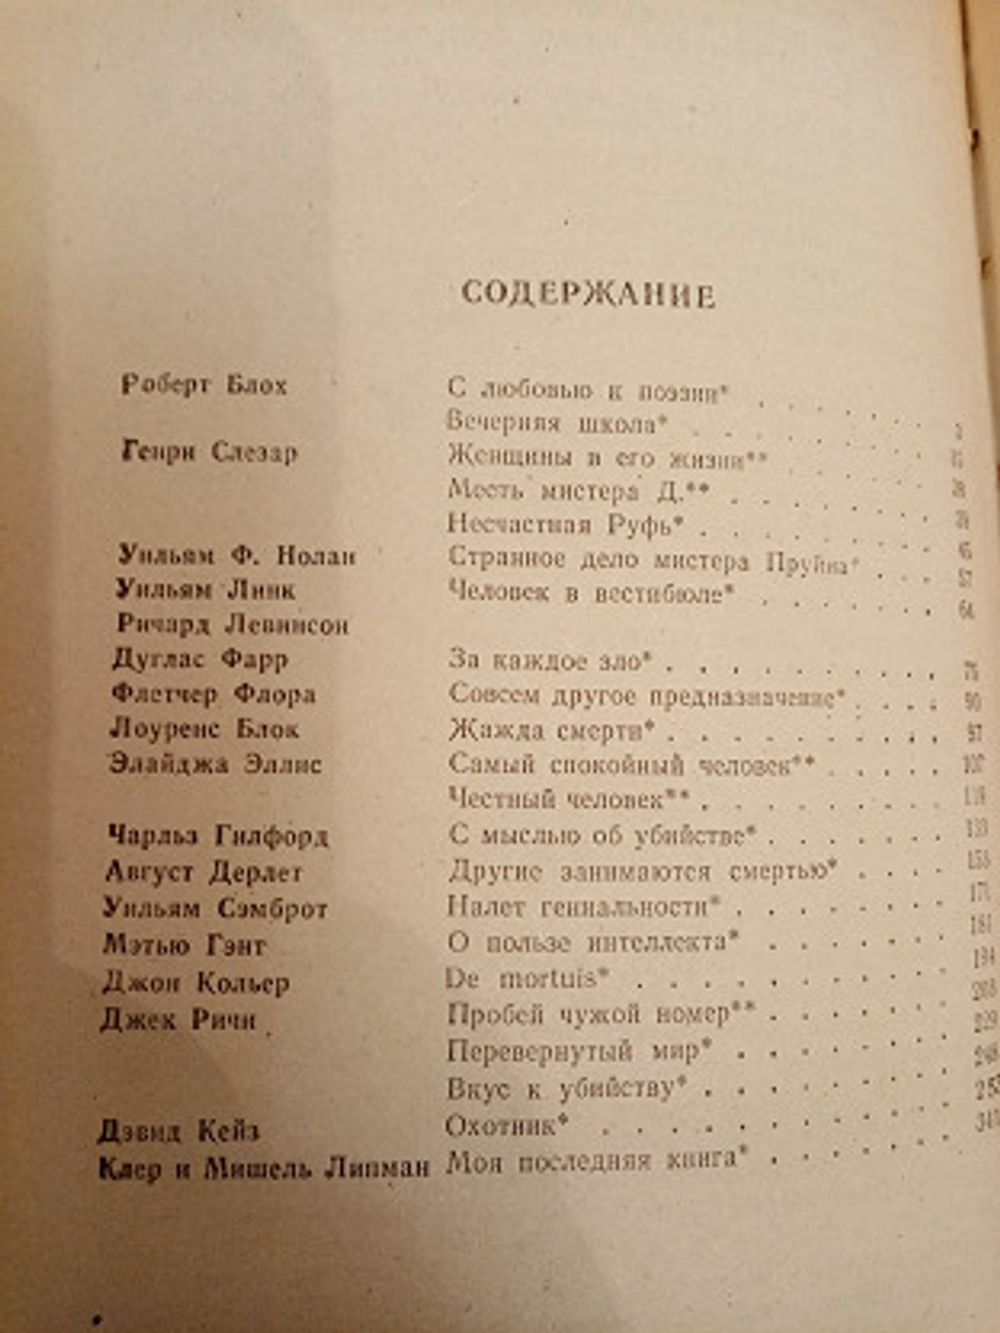 СОДЕРЖАНИЕ
Роберт Блох С любовью к поэзии*
Вечерняя школа*
Генри Слезар Женщины в его жизни**
Месть мистера Д.**
Несчастная Руфь*
Уильям Ф. Нолан Странное дело мистера Пруйна*
Уильям Линк Человек в вестибюле*
Ричард Левинсон
Дуглас Фарр За каждое зло*
Флетчер Флора Совсем другое предназначение* 90
Лоуренс Блок Жажда смерти* 97
Элайджа Эллис Самый спокойный человек** 107
Честный человек**
Чарльз Гилфорд С мыслью об убийстве*
Август Дерлет Другие занимаются смертью*
Уильям Сэмброт Налет гениальности*
Мэтью Гэнт О пользе интеллекта*
Джон Кольер De mortuis*
Джек Ричи Пробей чужой номер**
Перевернутый мир*
Вкус к убийству*
Дэвид Кейз Охотник*
Клер и Мишель Липман Моя последняя книга*